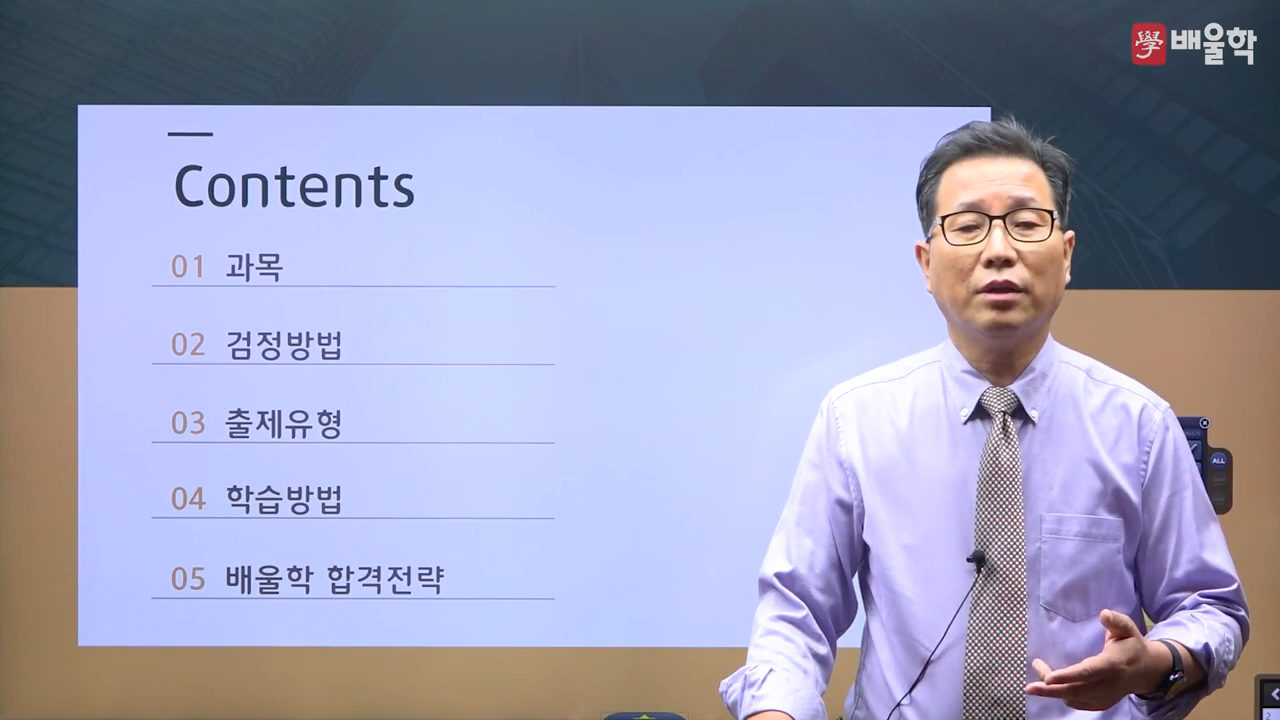 學 배울학
Contents
01 과목
02 검정방법
03 출제유형
04 학습방법
05 배울학 합격전략
ALL